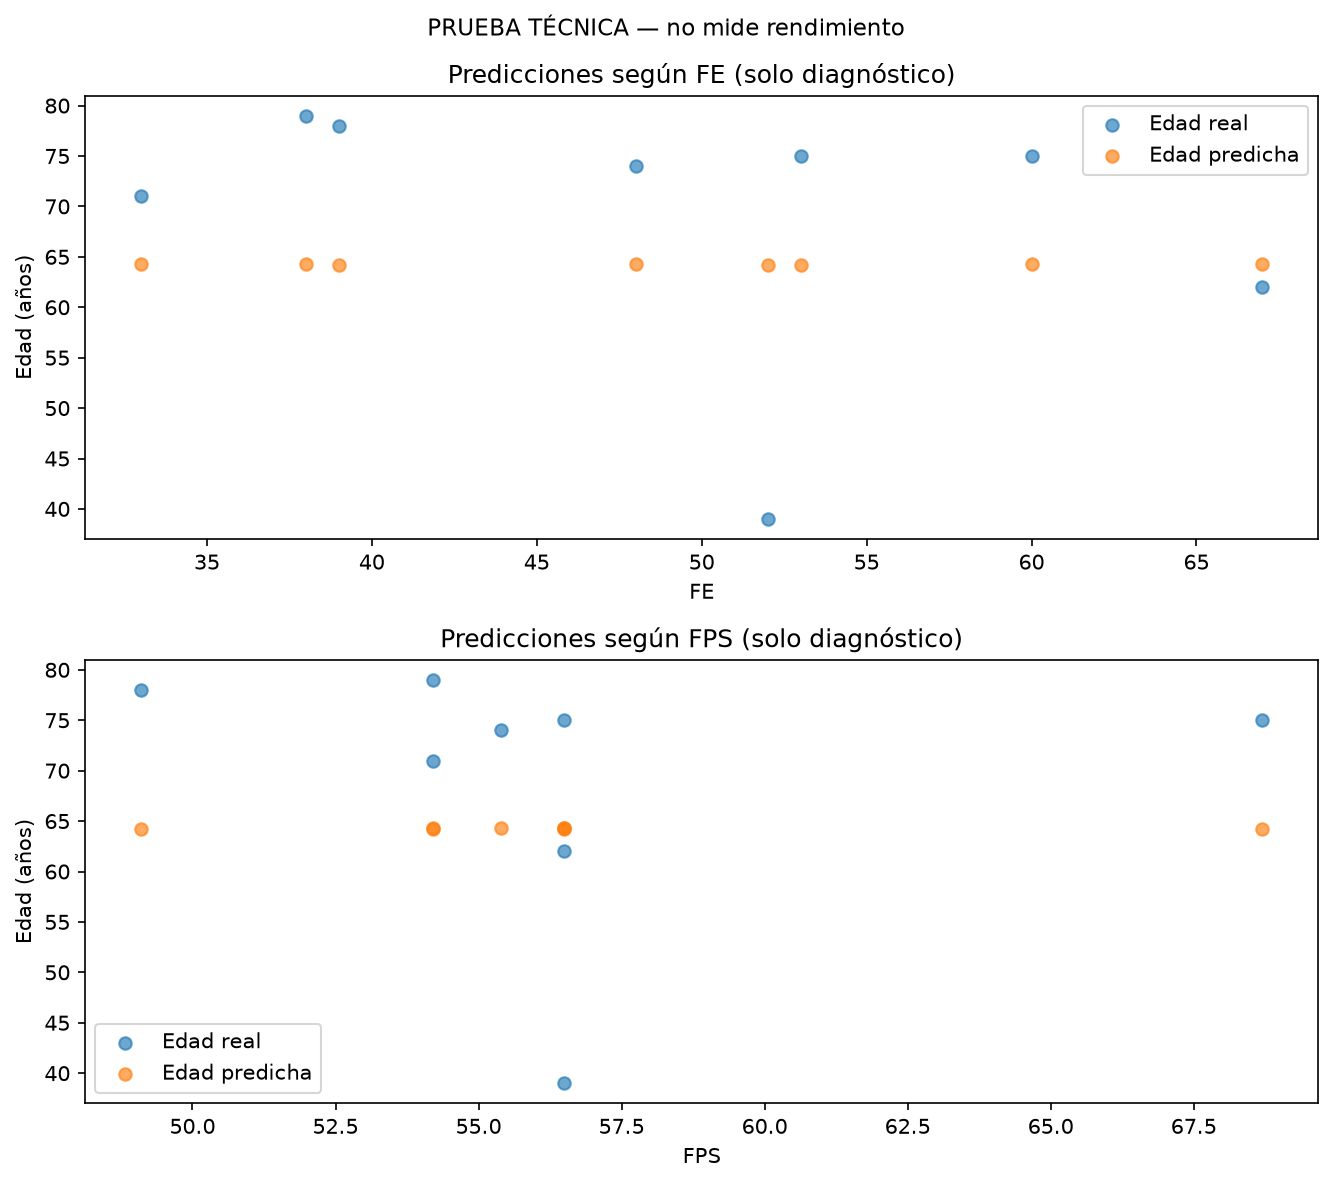 PRUEBA TÉCNICA — no mide rendimiento
Predicciones según FE (solo diagnóstico)
80
75
70
65
60
55
50
45
40
Edad (años)
Edad real
Edad predicha
35 40 45 50 55 60 65
FE
Predicciones según FPS (solo diagnóstico)
80
75
70
65
60
55
50
45
40
Edad (años)
Edad real
Edad predicha
50.0 52.5 55.0 57.5 60.0 62.5 65.0 67.5
FPS